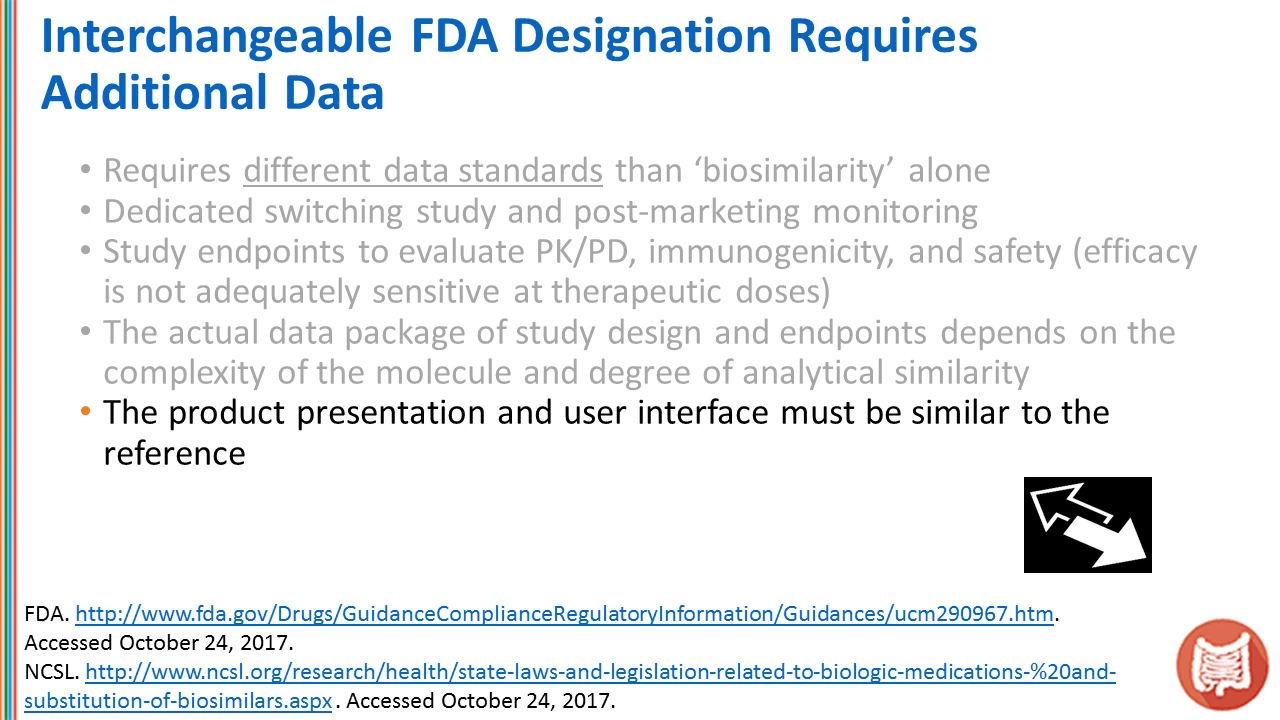 Interchangeable FDA Designation Requires
Additional Data
• Requires different data standards than ‘biosimilarity’ alone
• Dedicated switching study and post-marketing monitoring
• Study endpoints to evaluate PK/PD, immunogenicity, and safety (efficacy
is not adequately sensitive at therapeutic doses)
• The actual data package of study design and endpoints depends on the
complexity of the molecule and degree of analytical similarity
• The product presentation and user interface must be similar to the
reference
FDA. http://www.fda.gov/Drugs/GuidanceComplianceRegulatoryInformation/Guidances/ucm290967.htm.
Accessed October 24, 2017.
NCSL. http://www.ncsl.org/research/health/state-laws-and-legislation-related-to-biologic-medications-%20and-
substitution-of-biosimilars.aspx . Accessed October 24, 2017.